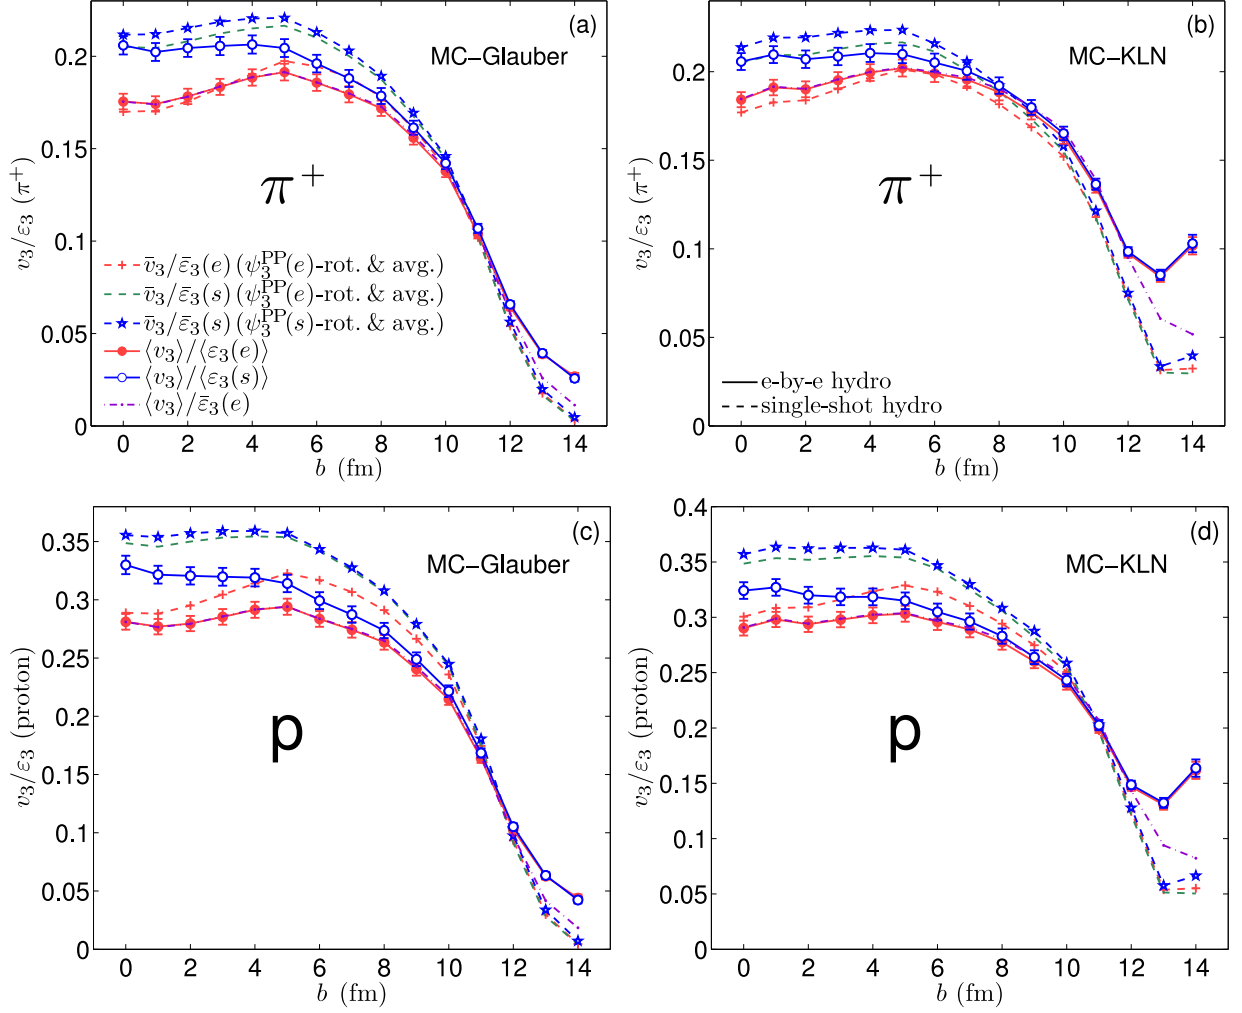 (a)
MC-Glauber
0.2
0.15
0.1
0.05
0
v₃/ε₃ (π⁺)
π⁺
v̄₃/ε̄₃(e) (ψ₃ᴾᴾ(e)-rot. & avg.)
v̄₃/ε̄₃(s) (ψ₃ᴾᴾ(e)-rot. & avg.)
v̄₃/ε̄₃(s) (ψ₃ᴾᴾ(s)-rot. & avg.)
⟨v₃⟩/⟨ε₃(e)⟩
⟨v₃⟩/⟨ε₃(s)⟩
⟨v₃⟩/ε̄₃(e)
0 2 4 6 8 10 12 14
b (fm)
(b)
MC-KLN
0.2
0.15
0.1
0.05
0
v₃/ε₃ (π⁺)
π⁺
e-by-e hydro
single-shot hydro
0 2 4 6 8 10 12 14
b (fm)
(c)
MC-Glauber
0.35
0.3
0.25
0.2
0.15
0.1
0.05
0
v₃/ε₃ (proton)
p
0 2 4 6 8 10 12 14
b (fm)
(d)
MC-KLN
0.4
0.35
0.3
0.25
0.2
0.15
0.1
0.05
0
v₃/ε₃ (proton)
p
0 2 4 6 8 10 12 14
b (fm)